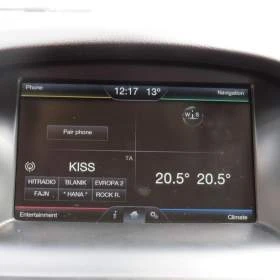 Phone 12:17 13° Navigation
W S
Pair phone
TA
KISS
20.5° 20.5°
HITRADIO BLANIK EVROPA 2
FAJN * HANA * ROCK R.
Entertainment i Climate